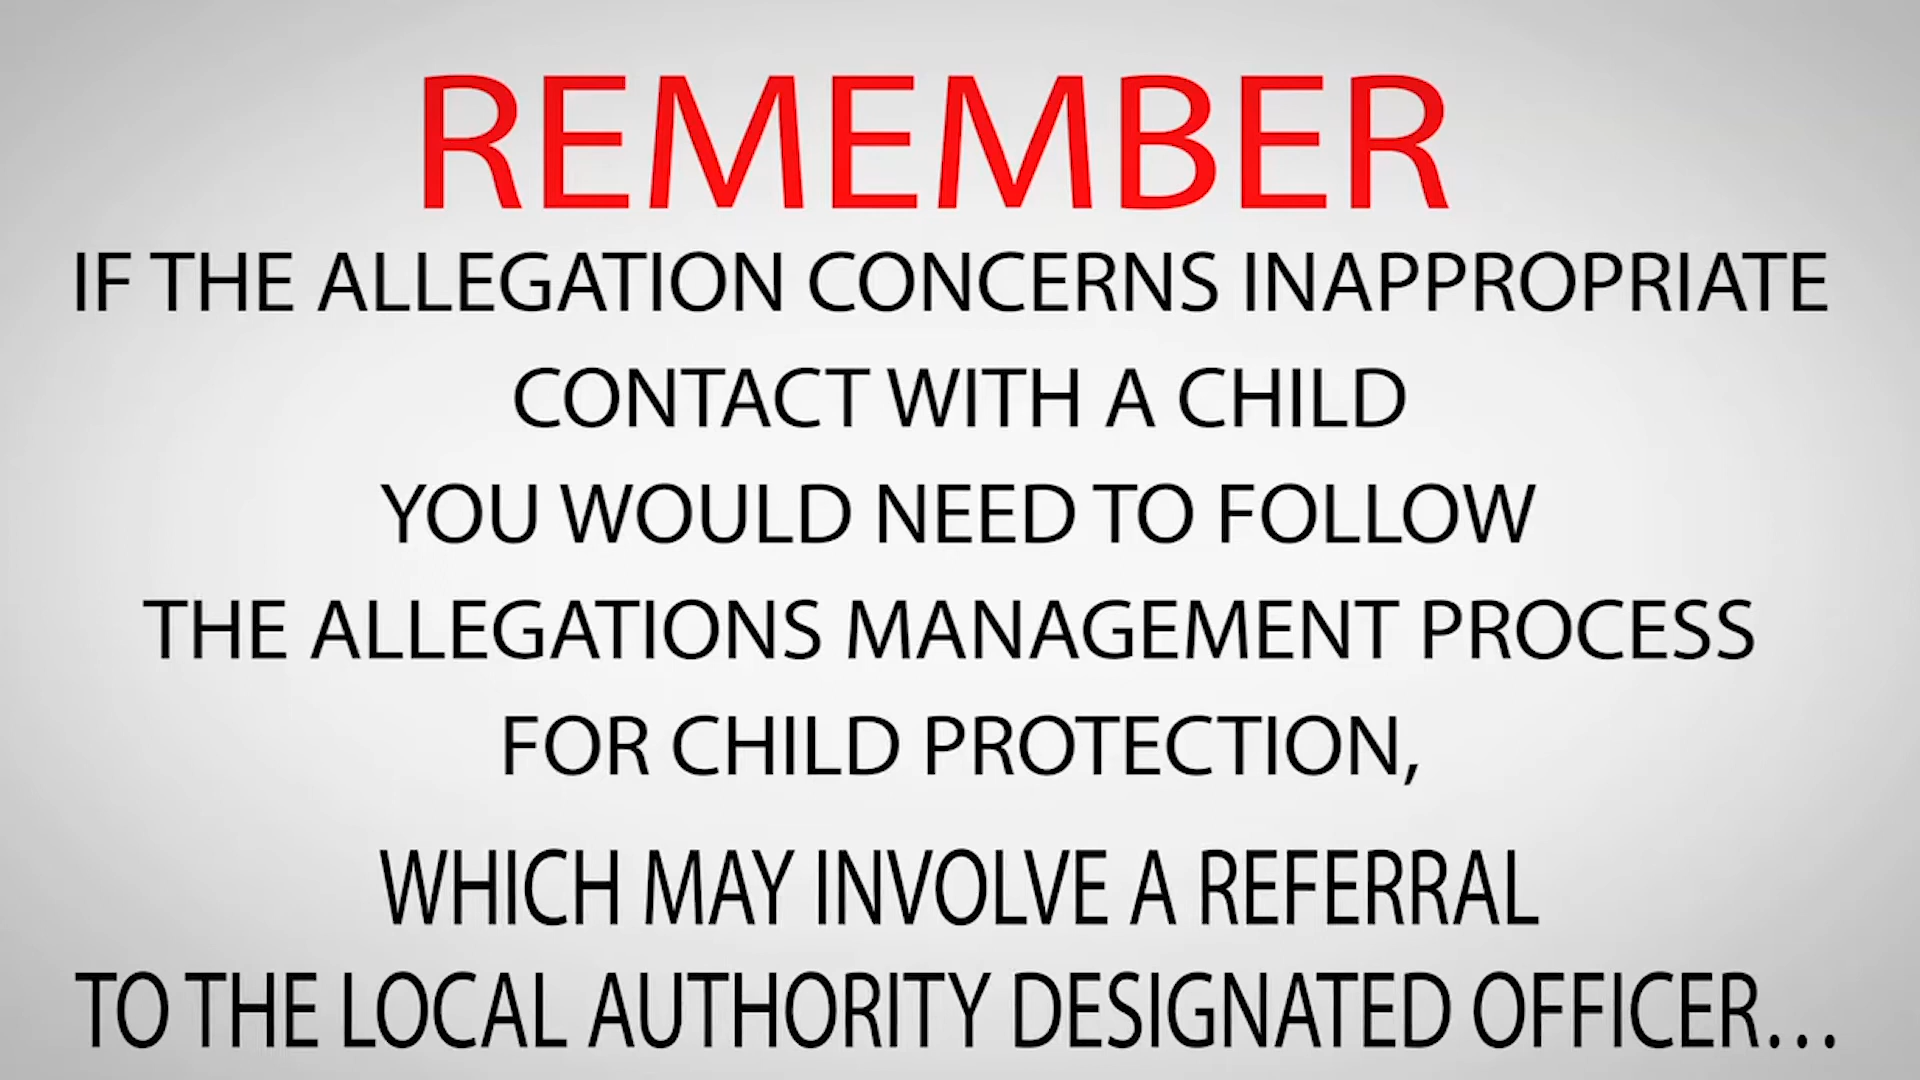 REMEMBER
IF THE ALLEGATION CONCERNS INAPPROPRIATE
CONTACT WITH A CHILD
YOU WOULD NEED TO FOLLOW
THE ALLEGATIONS MANAGEMENT PROCESS
FOR CHILD PROTECTION,
WHICH MAY INVOLVE A REFERRAL
TO THE LOCAL AUTHORITY DESIGNATED OFFICER...